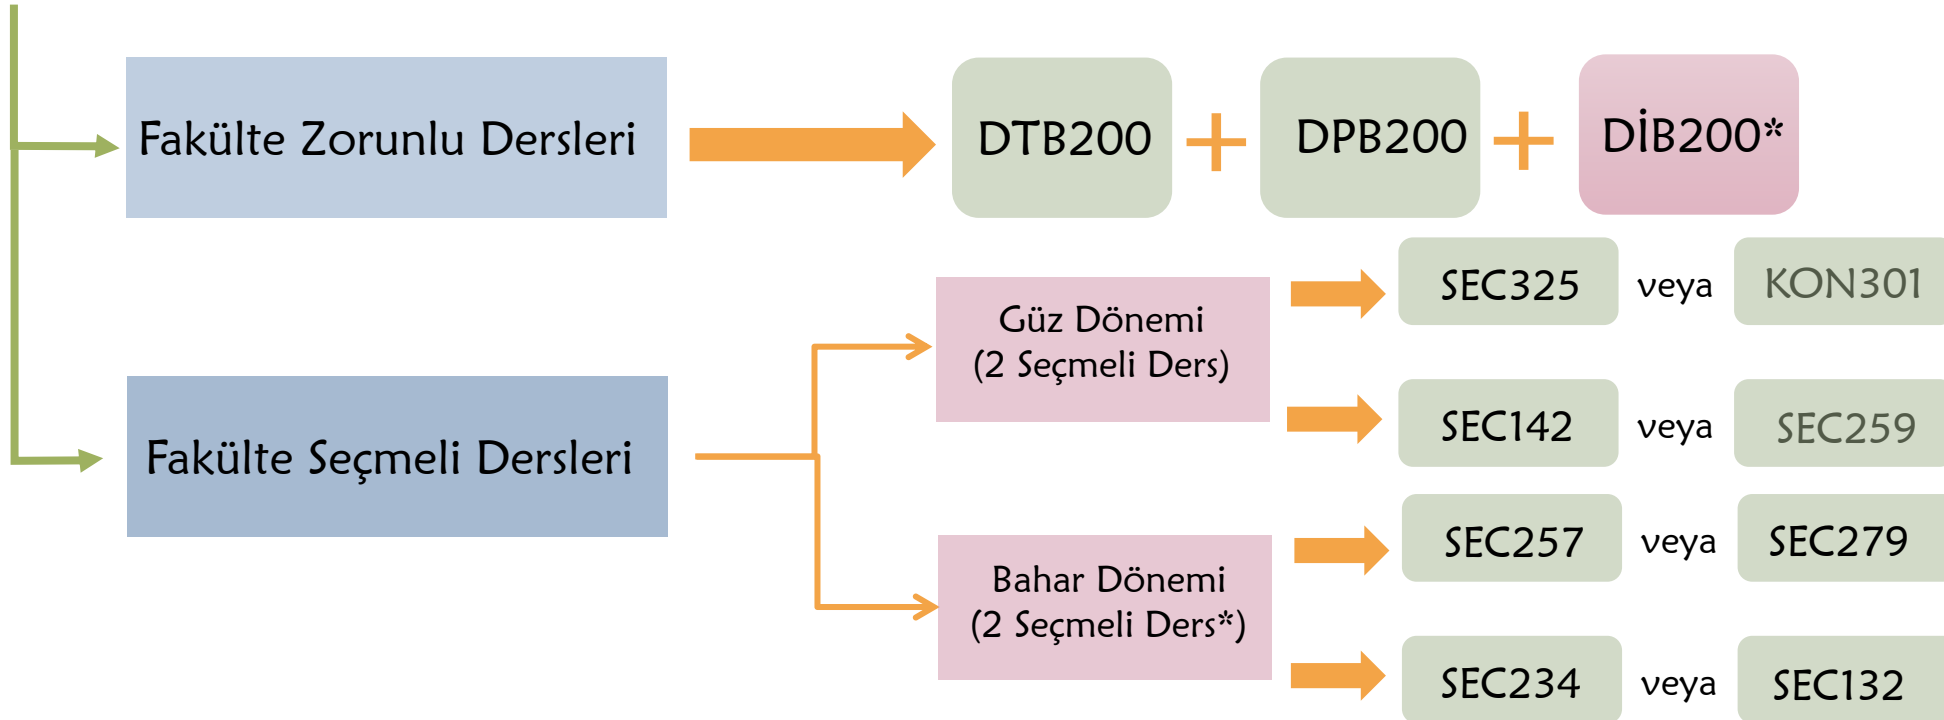 Fakülte Zorunlu Dersleri
DTB200
+
DPB200
+
DİB200*
Fakülte Seçmeli Dersleri
Güz Dönemi
(2 Seçmeli Ders)
SEC325 veya KON301
SEC142 veya SEC259
Bahar Dönemi
(2 Seçmeli Ders*)
SEC257 veya SEC279
SEC234 veya SEC132